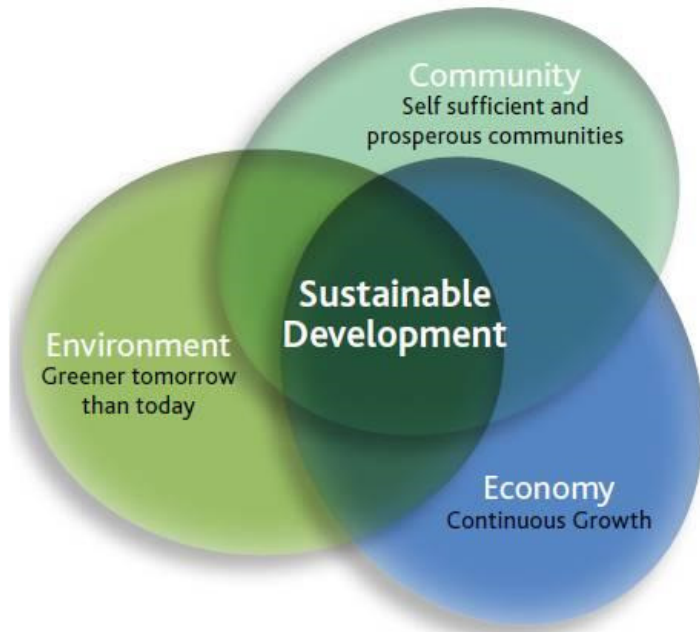 Community
Self sufficient and
prosperous communities
Sustainable
Development
Environment
Greener tomorrow
than today
Economy
Continuous Growth